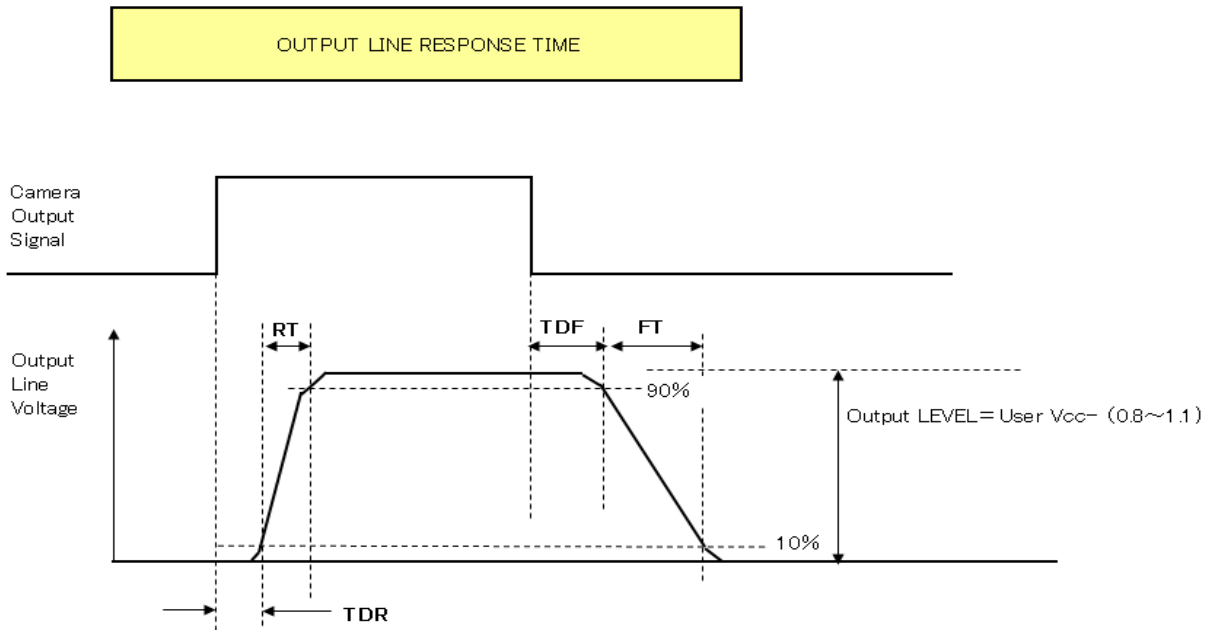 OUTPUT LINE RESPONSE TIME
Camera
Output
Signal
RT
TDF
FT
Output
Line
Voltage
90%
Output LEVEL=User Vcc-（0.8～1.1）
10%
TDR